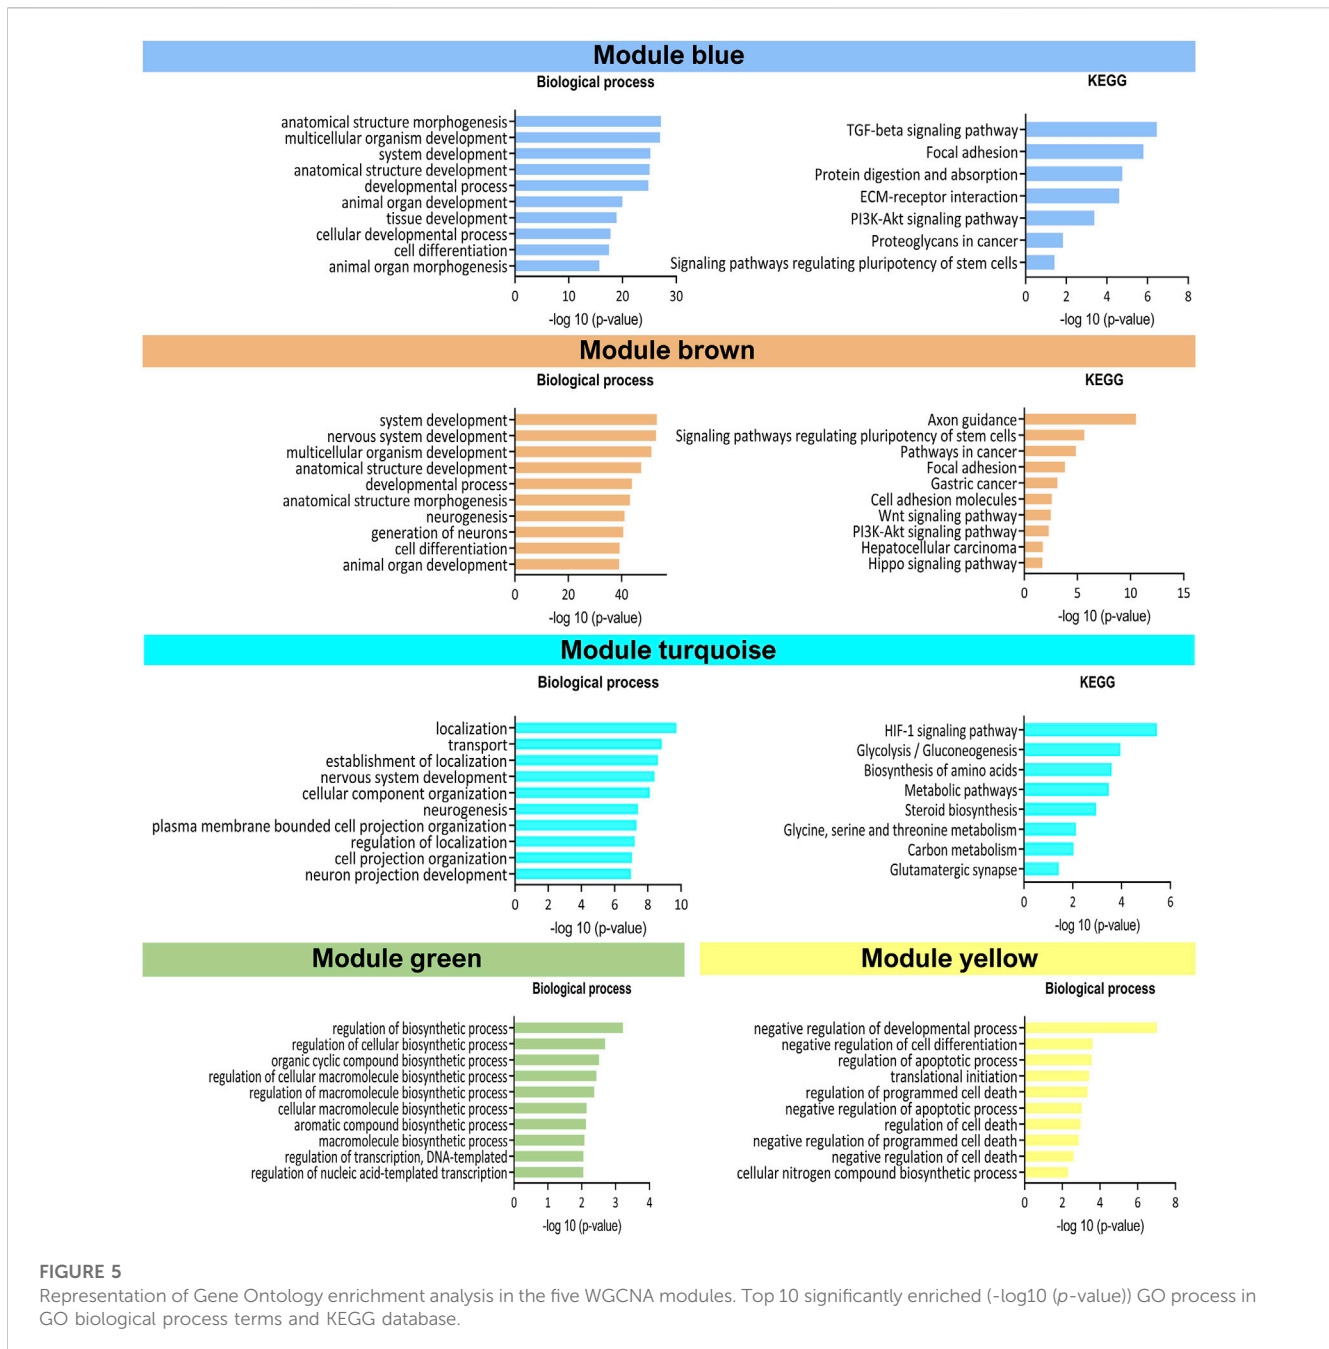 Module blue
Biological process
anatomical structure morphogenesis
multicellular organism development
system development
anatomical structure development
developmental process
animal organ development
tissue development
cellular developmental process
cell differentiation
animal organ morphogenesis
0 10 20 30
-log 10 (p-value)
KEGG
TGF-beta signaling pathway
Focal adhesion
Protein digestion and absorption
ECM-receptor interaction
PI3K-Akt signaling pathway
Proteoglycans in cancer
Signaling pathways regulating pluripotency of stem cells
0 2 4 6 8
-log 10 (p-value)
Module brown
Biological process
system development
nervous system development
multicellular organism development
anatomical structure development
developmental process
anatomical structure morphogenesis
neurogenesis
generation of neurons
cell differentiation
animal organ development
0 20 40
-log 10 (p-value)
KEGG
Axon guidance
Signaling pathways regulating pluripotency of stem cells
Pathways in cancer
Focal adhesion
Gastric cancer
Cell adhesion molecules
Wnt signaling pathway
PI3K-Akt signaling pathway
Hepatocellular carcinoma
Hippo signaling pathway
0 5 10 15
-log 10 (p-value)
Module turquoise
Biological process
localization
transport
establishment of localization
nervous system development
cellular component organization
neurogenesis
plasma membrane bounded cell projection organization
regulation of localization
cell projection organization
neuron projection development
0 2 4 6 8 10
-log 10 (p-value)
KEGG
HIF-1 signaling pathway
Glycolysis / Gluconeogenesis
Biosynthesis of amino acids
Metabolic pathways
Steroid biosynthesis
Glycine, serine and threonine metabolism
Carbon metabolism
Glutamatergic synapse
0 2 4 6
-log 10 (p-value)
Module green
Biological process
regulation of biosynthetic process
regulation of cellular biosynthetic process
organic cyclic compound biosynthetic process
regulation of cellular macromolecule biosynthetic process
regulation of macromolecule biosynthetic process
cellular macromolecule biosynthetic process
aromatic compound biosynthetic process
macromolecule biosynthetic process
regulation of transcription, DNA-templated
regulation of nucleic acid-templated transcription
0 1 2 3 4
-log 10 (p-value)
Module yellow
Biological process
negative regulation of developmental process
negative regulation of cell differentiation
regulation of apoptotic process
translational initiation
regulation of programmed cell death
negative regulation of apoptotic process
regulation of cell death
negative regulation of programmed cell death
negative regulation of cell death
cellular nitrogen compound biosynthetic process
0 2 4 6 8
-log 10 (p-value)
FIGURE 5
Representation of Gene Ontology enrichment analysis in the five WGCNA modules. Top 10 significantly enriched (-log10 (p-value)) GO process in
GO biological process terms and KEGG database.